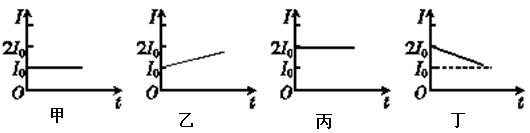 I I I I
2I₀ 2I₀ 2I₀ 2I₀
I₀ I₀ I₀ I₀
O t O t O t O t
甲 乙 丙 丁